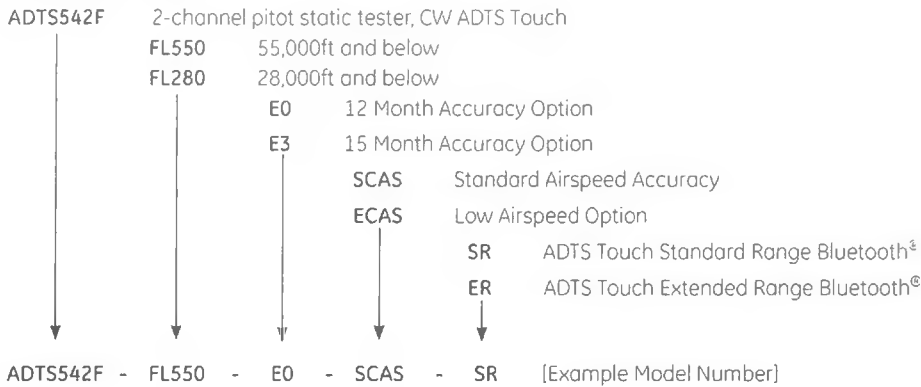 ADTS542F 2-channel pitot static tester, CW ADTS Touch
FL550 55,000ft and below
FL280 28,000ft and below
E0 12 Month Accuracy Option
E3 15 Month Accuracy Option
SCAS Standard Airspeed Accuracy
ECAS Low Airspeed Option
SR ADTS Touch Standard Range Bluetooth®
ER ADTS Touch Extended Range Bluetooth®
ADTS542F - FL550 - E0 - SCAS - SR [Example Model Number]